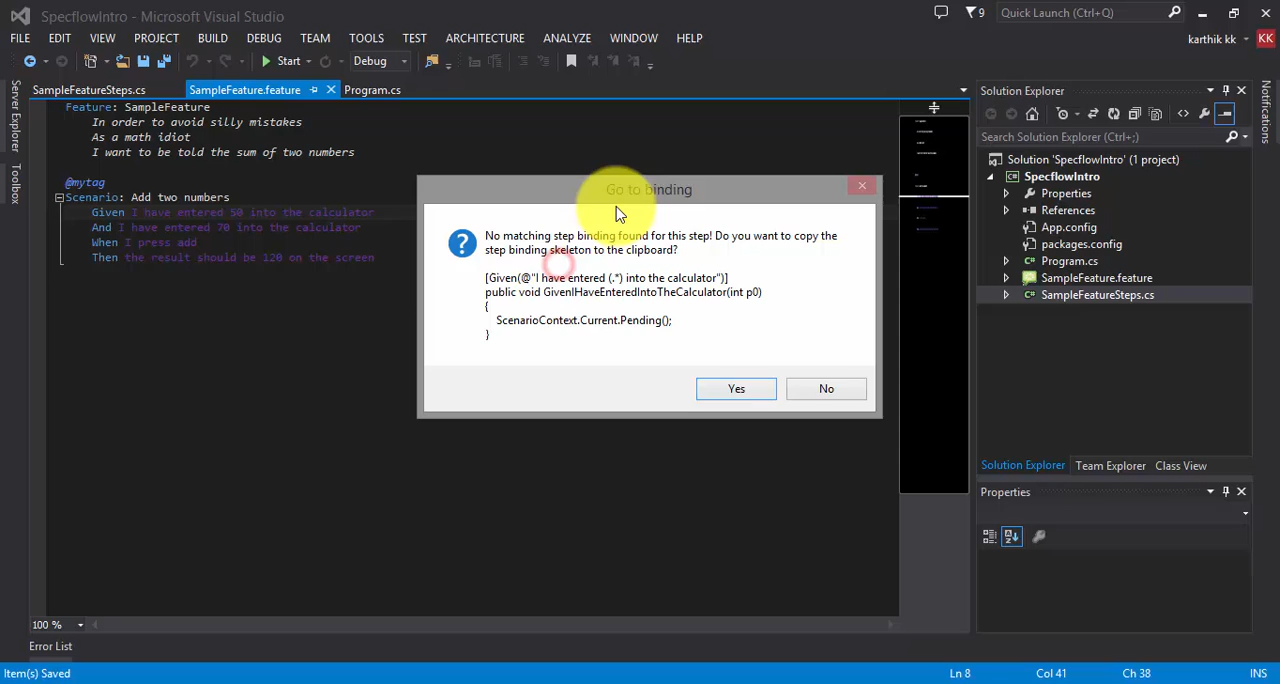 SpecflowIntro - Microsoft Visual Studio
9
Quick Launch (Ctrl+Q)
FILE EDIT VIEW PROJECT BUILD DEBUG TEAM TOOLS TEST ARCHITECTURE ANALYZE WINDOW HELP
karthik kk
KK
Start
Debug
Server Explorer
Toolbox
SampleFeatureSteps.cs
SampleFeature.feature
Program.cs
Feature: SampleFeature
In order to avoid silly mistakes
As a math idiot
I want to be told the sum of two numbers
@mytag
Scenario: Add two numbers
Given I have entered 50 into the calculator
And I have entered 70 into the calculator
When I press add
Then the result should be 120 on the screen
Go to binding
No matching step binding found for this step! Do you want to copy the
step binding skeleton to the clipboard?
[Given(@"I have entered (.*) into the calculator")]
public void GivenIHaveEnteredIntoTheCalculator(int p0)
{
ScenarioContext.Current.Pending();
}
Yes
No
Solution Explorer
Search Solution Explorer (Ctrl+;)
Solution 'SpecflowIntro' (1 project)
SpecflowIntro
Properties
References
App.config
packages.config
Program.cs
SampleFeature.feature
SampleFeatureSteps.cs
Solution Explorer Team Explorer Class View
Properties
Notifications
100 %
Error List
Item(s) Saved
Ln 8
Col 41
Ch 38
INS